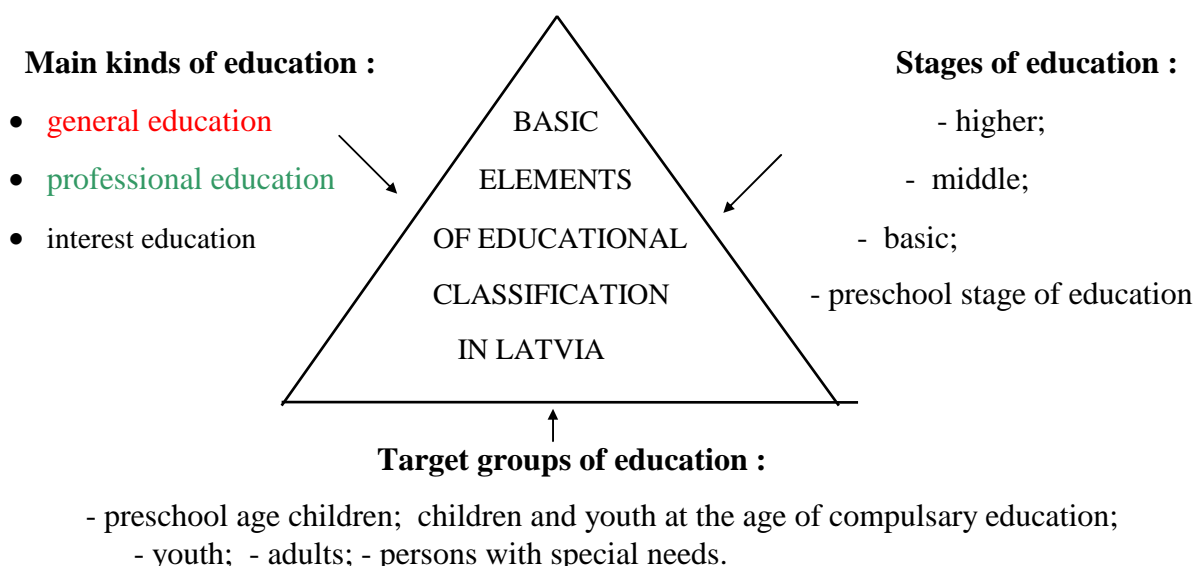 Main kinds of education :
• general education
• professional education
• interest education
BASIC
ELEMENTS
OF EDUCATIONAL
CLASSIFICATION
IN LATVIA
Stages of education :
- higher;
- middle;
- basic;
- preschool stage of education
Target groups of education :
- preschool age children; children and youth at the age of compulsary education;
- youth; - adults; - persons with special needs.